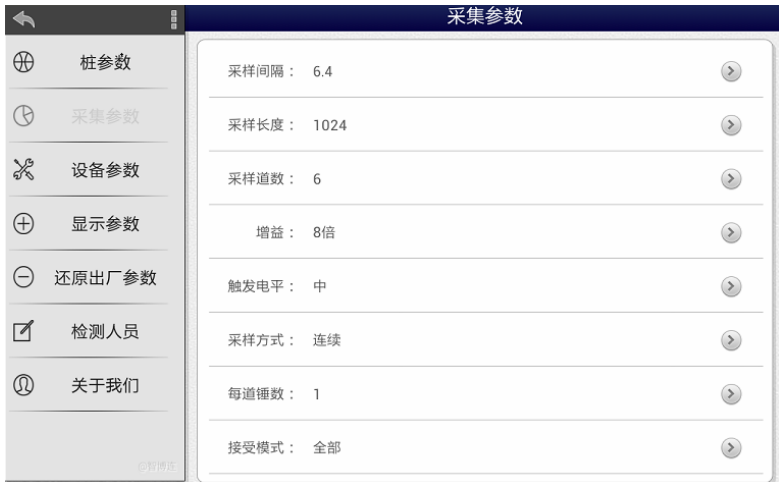 采集参数
桩参数
采集参数
设备参数
显示参数
还原出厂参数
检测人员
关于我们
@智博连
采样间隔： 6.4
采样长度： 1024
采样道数： 6
增益： 8倍
触发电平： 中
采样方式： 连续
每道锤数： 1
接受模式： 全部